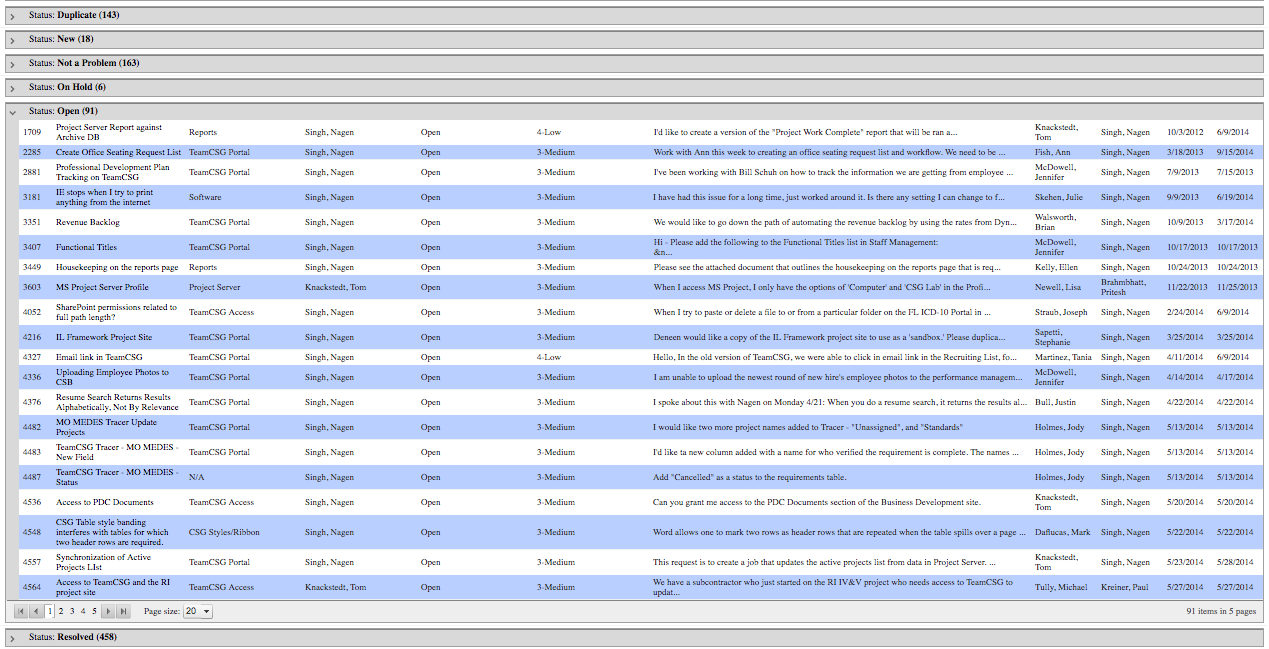 Status: Duplicate (143)
Status: New (18)
Status: Not a Problem (163)
Status: On Hold (6)
Status: Open (91)
1709 Project Server Report against Archive DB Reports Singh, Nagen Open 4-Low I'd like to create a version of the "Project Work Complete" report that will be ran a... Knackstedt, Tom Singh, Nagen 10/3/2012 6/9/2014
2285 Create Office Seating Request List TeamCSG Portal Singh, Nagen Open 3-Medium Work with Ann this week to creating an office seating request list and workflow. We need to be ... Fish, Ann Singh, Nagen 3/18/2013 9/15/2014
2881 Professional Development Plan Tracking on TeamCSG TeamCSG Portal Singh, Nagen Open 3-Medium I've been working with Bill Schuh on how to track the information we are getting from employee ... McDowell, Jennifer Singh, Nagen 7/9/2013 7/15/2013
3181 IE stops when I try to print anything from the internet Software Singh, Nagen Open 3-Medium I have had this issue for a long time, just worked around it. Is there any setting I can change to f... Skehen, Julie Singh, Nagen 9/9/2013 6/19/2014
3351 Revenue Backlog TeamCSG Portal Singh, Nagen Open 3-Medium We would like to go down the path of automating the revenue backlog by using the rates from Dyn... Walsworth, Brian Singh, Nagen 10/9/2013 3/17/2014
3407 Functional Titles TeamCSG Portal Singh, Nagen Open 3-Medium Hi - Please add the following to the Functional Titles list in Staff Management: &n... McDowell, Jennifer Singh, Nagen 10/17/2013 10/17/2013
3449 Housekeeping on the reports page Reports Singh, Nagen Open 3-Medium Please see the attached document that outlines the housekeeping on the reports page that is req... Kelly, Ellen Singh, Nagen 10/24/2013 10/24/2013
3603 MS Project Server Profile Project Server Knackstedt, Tom Open 3-Medium When I access MS Project, I only have the options of 'Computer' and 'CSG Lab' in the Profi... Newell, Lisa Brahmbhatt, Pritesh 11/22/2013 11/25/2013
4052 SharePoint permissions related to full path length? TeamCSG Access Singh, Nagen Open 3-Medium When I try to paste or delete a file to or from a particular folder on the FL ICD-10 Portal in ... Straub, Joseph Singh, Nagen 2/24/2014 6/9/2014
4216 IL Framework Project Site TeamCSG Portal Singh, Nagen Open 3-Medium Deneen would like a copy of the IL Framework project site to use as a 'sandbox.' Please duplica... Sapetti, Stephanie Singh, Nagen 3/25/2014 3/25/2014
4327 Email link in TeamCSG TeamCSG Portal Singh, Nagen Open 4-Low Hello, In the old version of TeamCSG, we were able to click in email link in the Recruiting List, fo... Martinez, Tania Singh, Nagen 4/11/2014 6/9/2014
4336 Uploading Employee Photos to CSB TeamCSG Portal Singh, Nagen Open 3-Medium I am unable to upload the newest round of new hire's employee photos to the performance managem... McDowell, Jennifer Singh, Nagen 4/14/2014 4/17/2014
4376 Resume Search Returns Results Alphabetically, Not By Relevance TeamCSG Portal Singh, Nagen Open 3-Medium I spoke about this with Nagen on Monday 4/21: When you do a resume search, it returns the results al... Bull, Justin Singh, Nagen 4/22/2014 4/22/2014
4482 MO MEDES Tracer Update Projects TeamCSG Portal Singh, Nagen Open 3-Medium I would like two more project names added to Tracer - "Unassigned", and "Standards" Holmes, Jody Singh, Nagen 5/13/2014 5/13/2014
4483 TeamCSG Tracer - MO MEDES - New Field TeamCSG Portal Singh, Nagen Open 3-Medium I'd like ta new column added with a name for who verified the requirement is complete. The names ... Holmes, Jody Singh, Nagen 5/13/2014 5/13/2014
4487 TeamCSG Tracer - MO MEDES - Status N/A Singh, Nagen Open 3-Medium Add "Cancelled" as a status to the requirements table. Holmes, Jody Singh, Nagen 5/13/2014 5/13/2014
4536 Access to PDC Documents TeamCSG Access Singh, Nagen Open 3-Medium Can you grant me access to the PDC Documents section of the Business Development site. Knackstedt, Tom Singh, Nagen 5/20/2014 5/20/2014
4548 CSG Table style banding interferes with tables for which two header rows are required. CSG Styles/Ribbon Singh, Nagen Open 3-Medium Word allows one to mark two rows as header rows that are repeated when the table spills over a page ... Daflucas, Mark Singh, Nagen 5/22/2014 5/22/2014
4557 Synchronization of Active Projects LIst TeamCSG Portal Singh, Nagen Open 3-Medium This request is to create a job that updates the active projects list from data in Project Server. ... Knackstedt, Tom Singh, Nagen 5/23/2014 5/28/2014
4564 Access to TeamCSG and the RI project site TeamCSG Access Knackstedt, Tom Open 3-Medium We have a subcontractor who just started on the RI IV&V project who needs access to TeamCSG to updat... Tully, Michael Kreiner, Paul 5/27/2014 5/27/2014
1 2 3 4 5 Page size: 20 91 items in 5 pages
Status: Resolved (458)